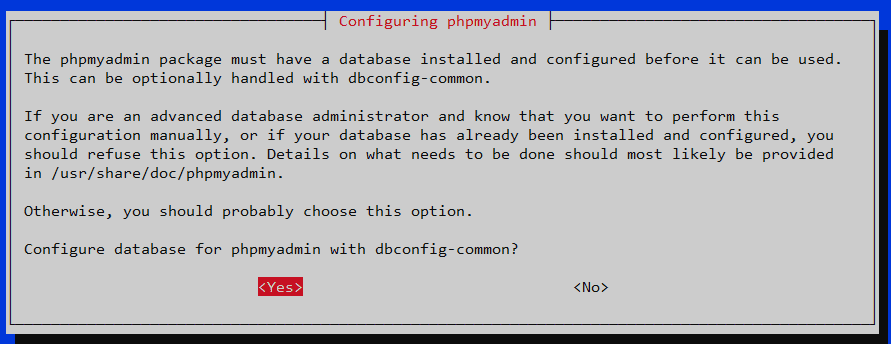 Configuring phpmyadmin
The phpmyadmin package must have a database installed and configured before it can be used.
This can be optionally handled with dbconfig-common.
If you are an advanced database administrator and know that you want to perform this
configuration manually, or if your database has already been installed and configured, you
should refuse this option. Details on what needs to be done should most likely be provided
in /usr/share/doc/phpmyadmin.
Otherwise, you should probably choose this option.
Configure database for phpmyadmin with dbconfig-common?
<Yes> <No>